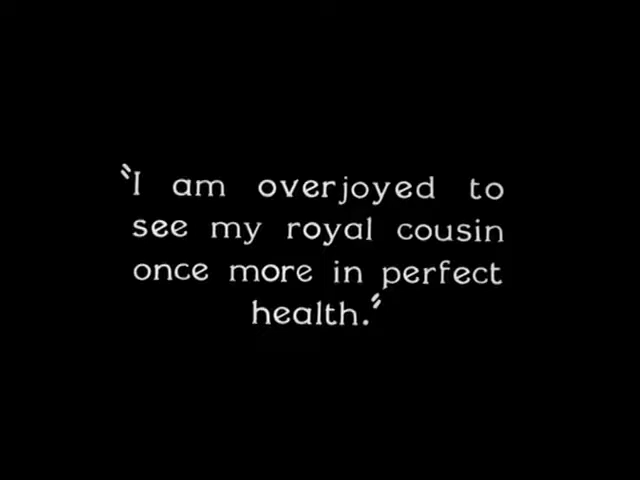 "I am overjoyed to
see my royal cousin
once more in perfect
health."